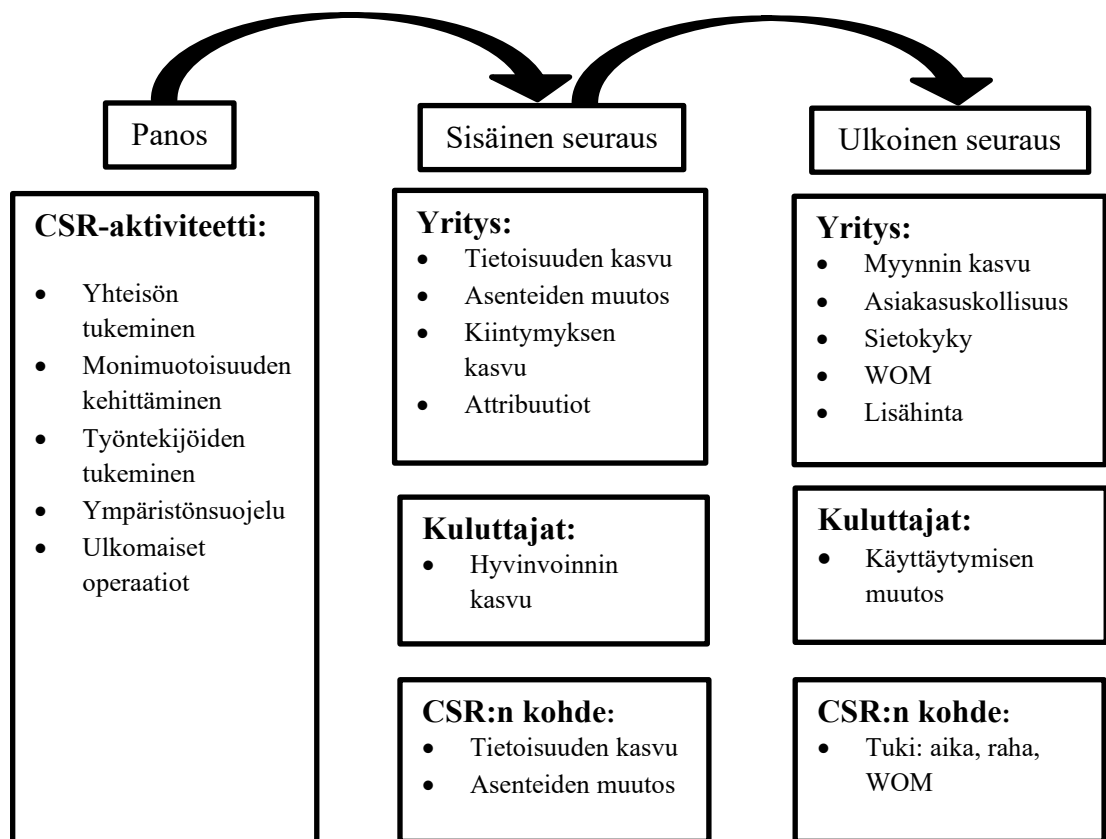 Panos
Sisäinen seuraus
Ulkoinen seuraus
CSR-aktiviteetti:
• Yhteisön
tukeminen
• Monimuotoisuuden
kehittäminen
• Työntekijöiden
tukeminen
• Ympäristönsuojelu
• Ulkomaiset
operaatiot
Yritys:
• Tietoisuuden kasvu
• Asenteiden muutos
• Kiintymyksen
kasvu
• Attribuutiot
Kuluttajat:
• Hyvinvoinnin
kasvu
CSR:n kohde:
• Tietoisuuden kasvu
• Asenteiden muutos
Yritys:
• Myynnin kasvu
• Asiakasuskollisuus
• Sietokyky
• WOM
• Lisähinta
Kuluttajat:
• Käyttäytymisen
muutos
CSR:n kohde:
• Tuki: aika, raha,
WOM